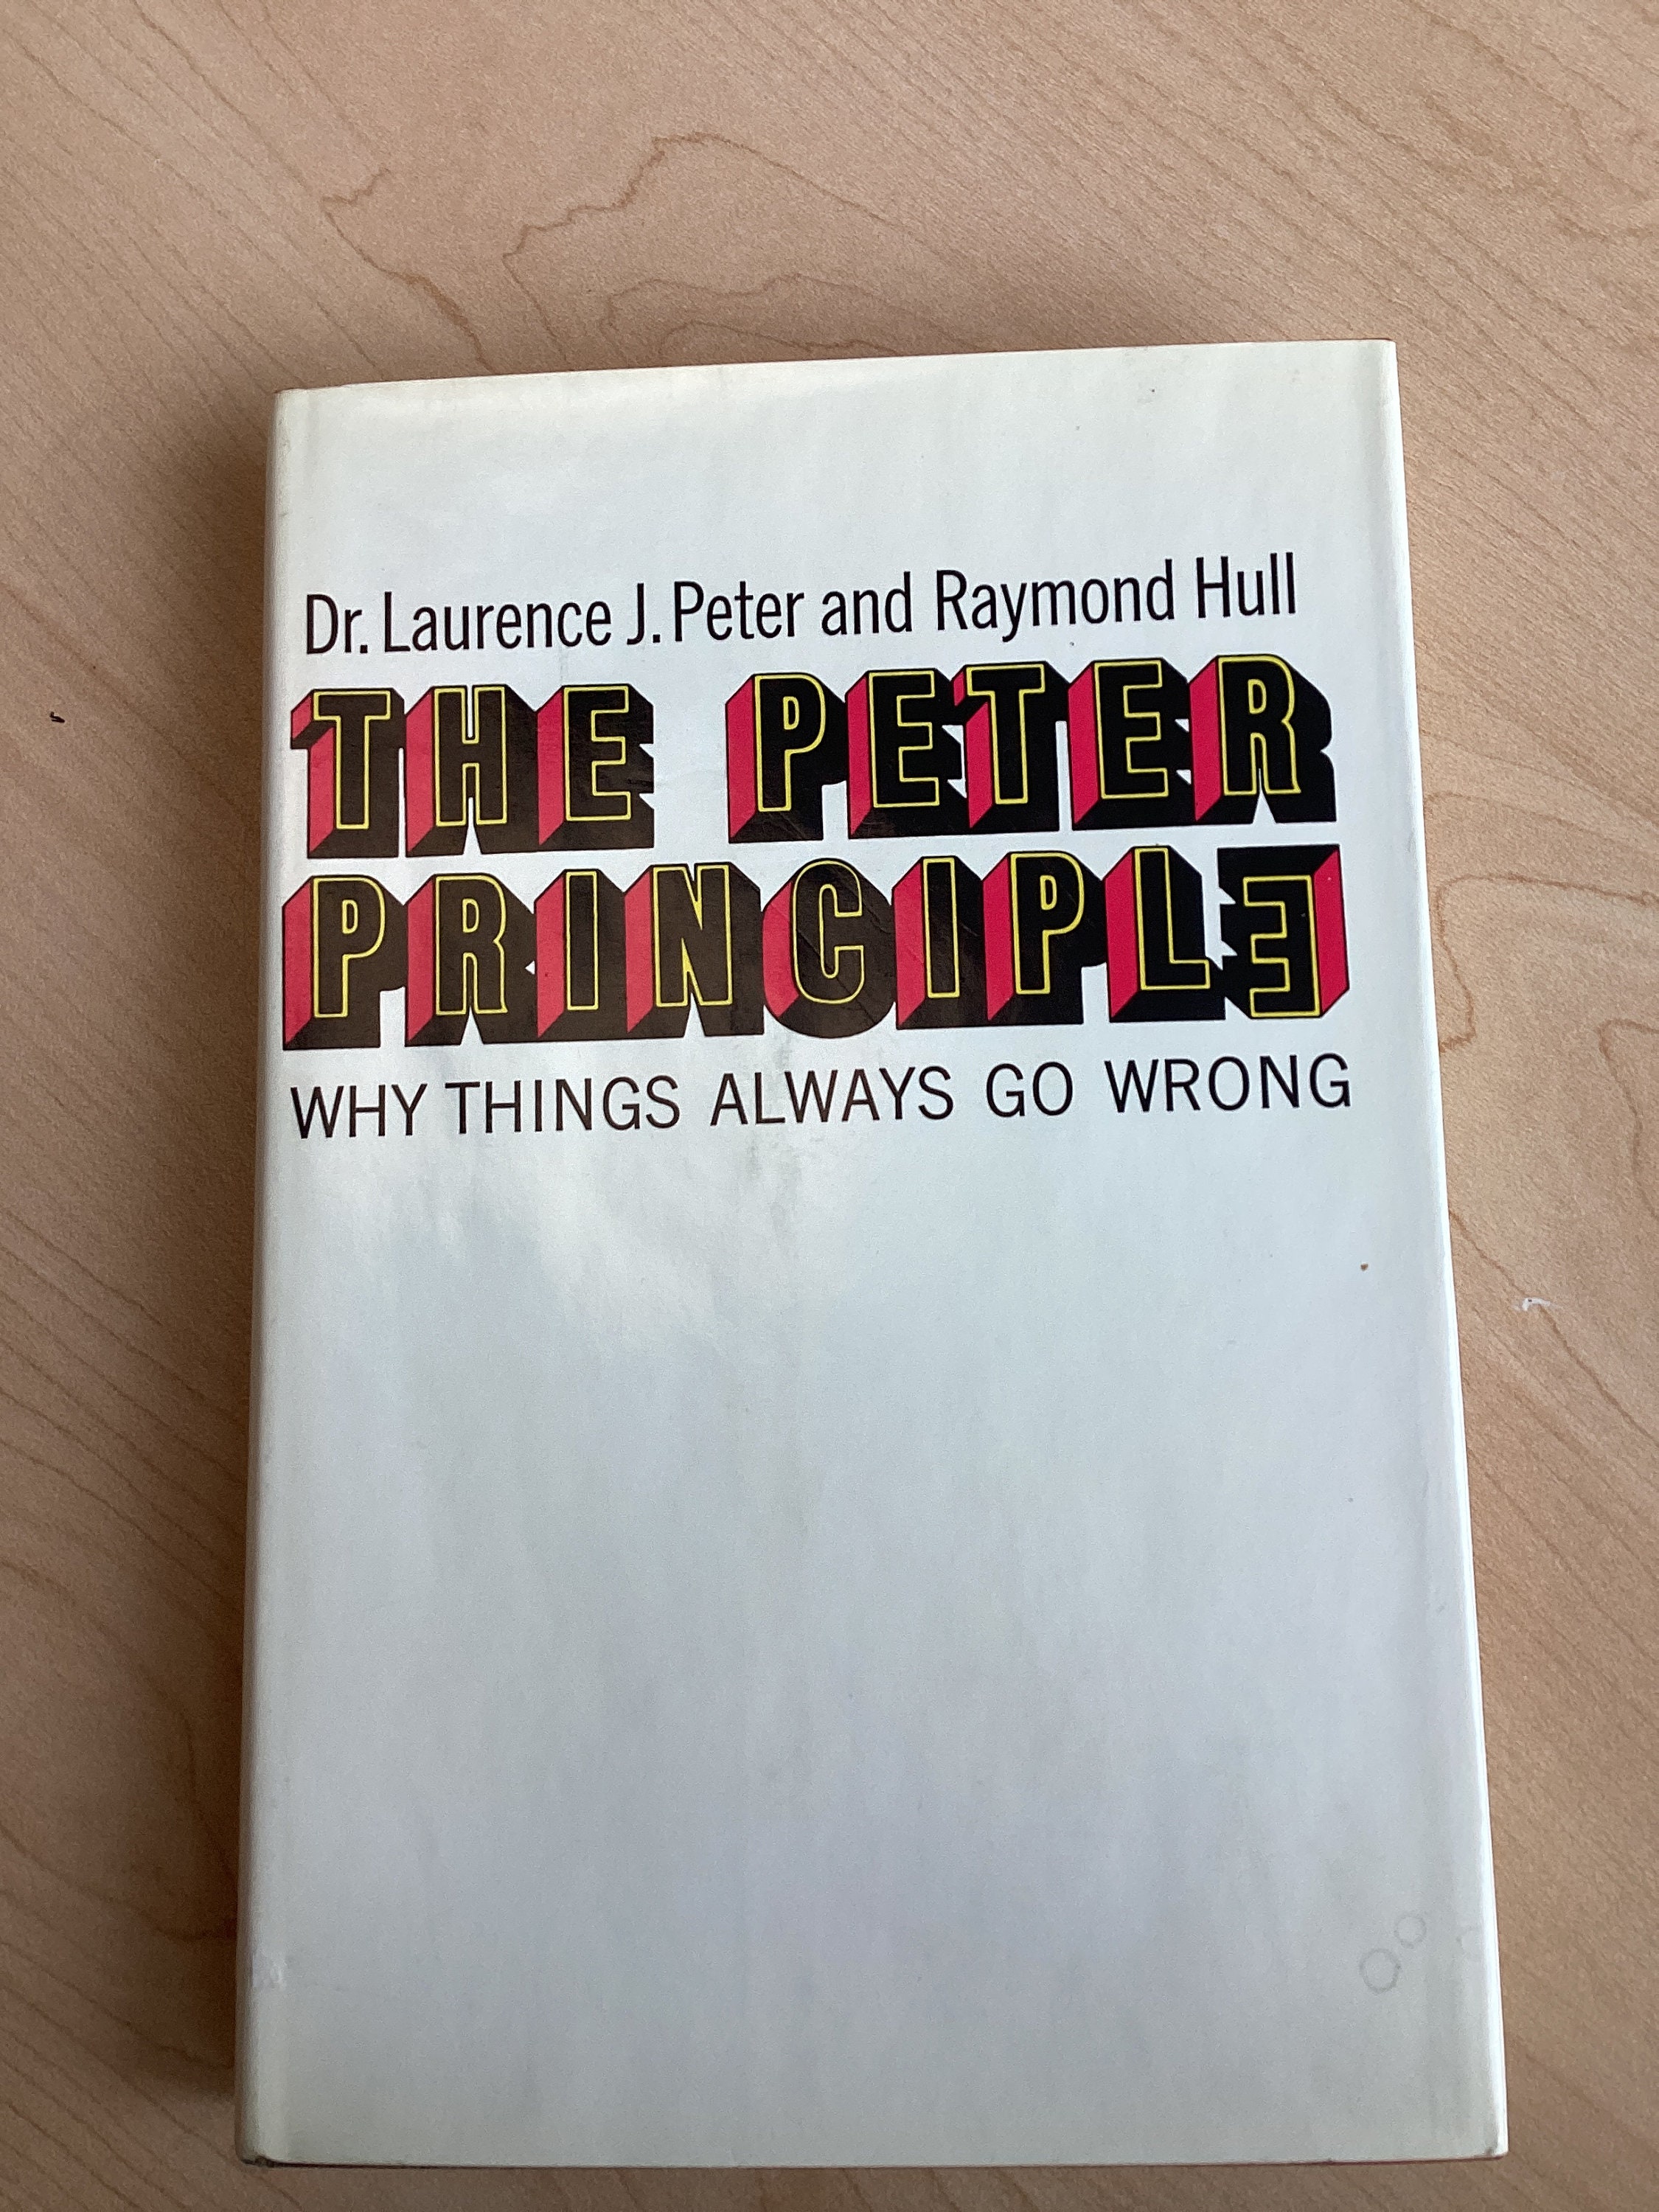 Dr. Laurence J. Peter and Raymond Hull
THE PETER
PRINCIPLE
WHY THINGS ALWAYS GO WRONG